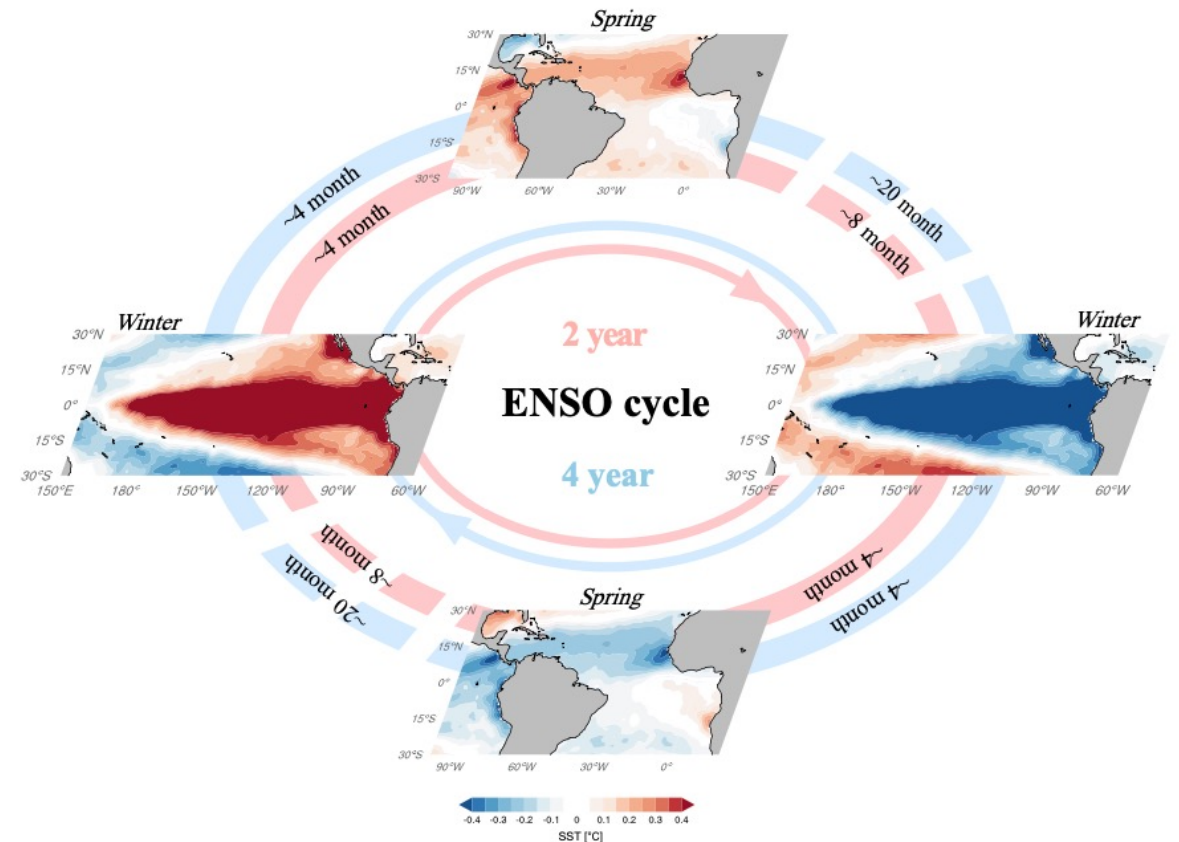 Spring
30°N
15°N
0°
15°S
30°S
90°W 60°W 30°W 0°
~4 month
~4 month
~20 month
~8 month
Winter
30°N
15°N
0°
15°S
30°S
150°E 180° 150°W 120°W 90°W 60°W
2 year
ENSO cycle
4 year
Winter
30°N
15°N
0°
15°S
30°S
150°E 180° 150°W 120°W 90°W 60°W
~8 month
~20 month
~4 month
~4 month
Spring
30°N
15°N
0°
15°S
30°S
90°W 60°W 30°W 0°
-0.4 -0.3 -0.2 -0.1 0 0.1 0.2 0.3 0.4
SST [°C]